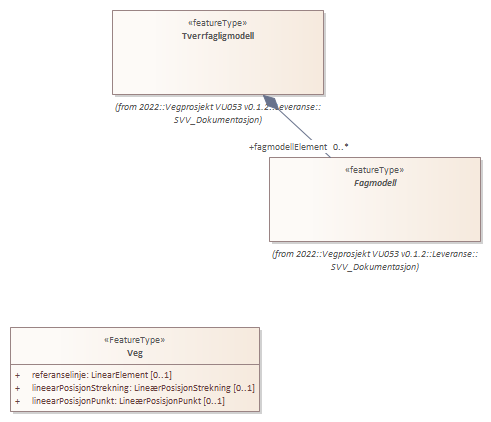 «featureType»
Tverrfagligmodell
(from 2022::Vegprosjekt VU053 v0.1.2::Leveranse::
SVV_Dokumentasjon)
+fagmodellElement 0..*
«featureType»
Fagmodell
(from 2022::Vegprosjekt VU053 v0.1.2::Leveranse::
SVV_Dokumentasjon)
«FeatureType»
Veg
+ referanselinje: LinearElement [0..1]
+ lineearPosisjonStrekning: LineærPosisjonStrekning [0..1]
+ lineearPosisjonPunkt: LineærPosisjonPunkt [0..1]